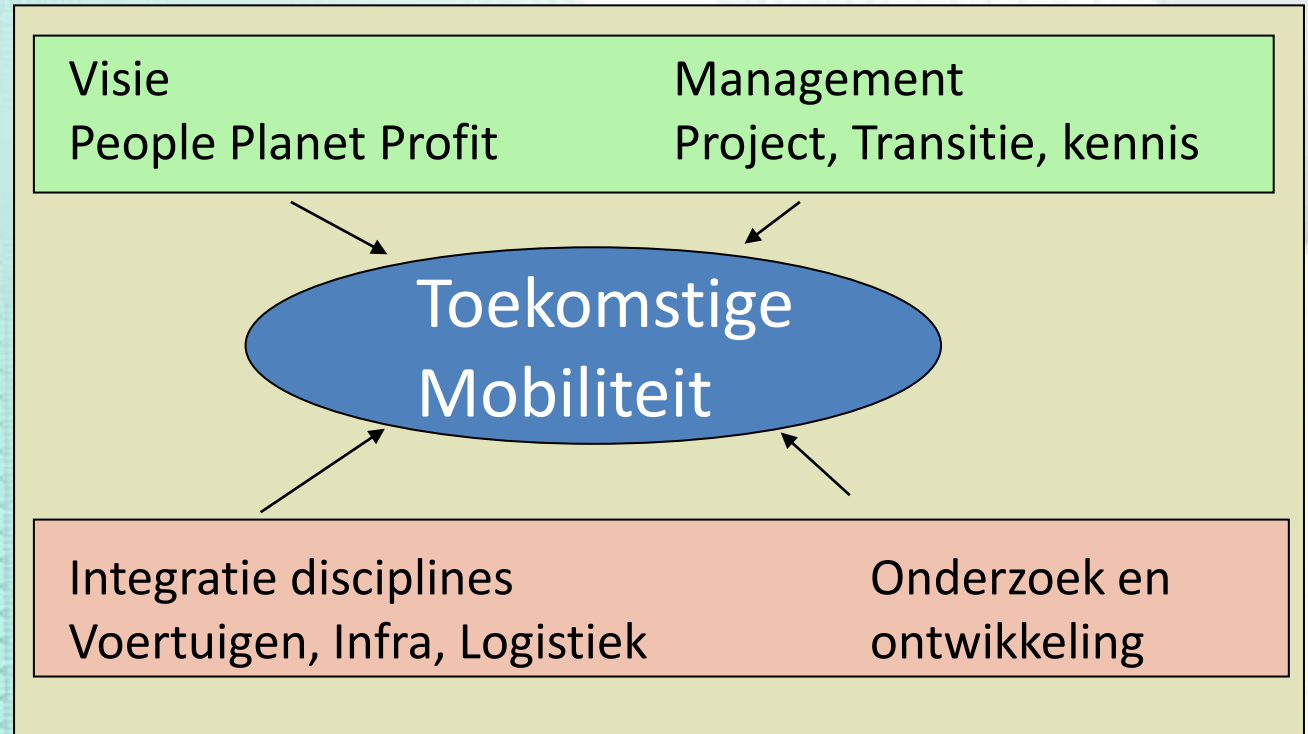 Visie
People Planet Profit
Management
Project, Transitie, kennis
Toekomstige
Mobiliteit
Integratie disciplines
Voertuigen, Infra, Logistiek
Onderzoek en
ontwikkeling